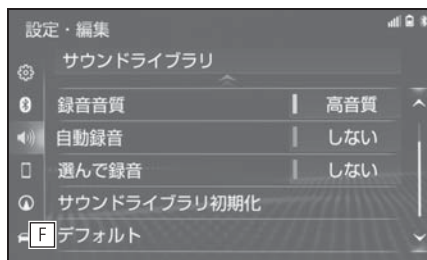 設定・編集
サウンドライブラリ
録音音質 高音質
自動録音 しない
選んで録音 しない
サウンドライブラリ初期化
F デフォルト